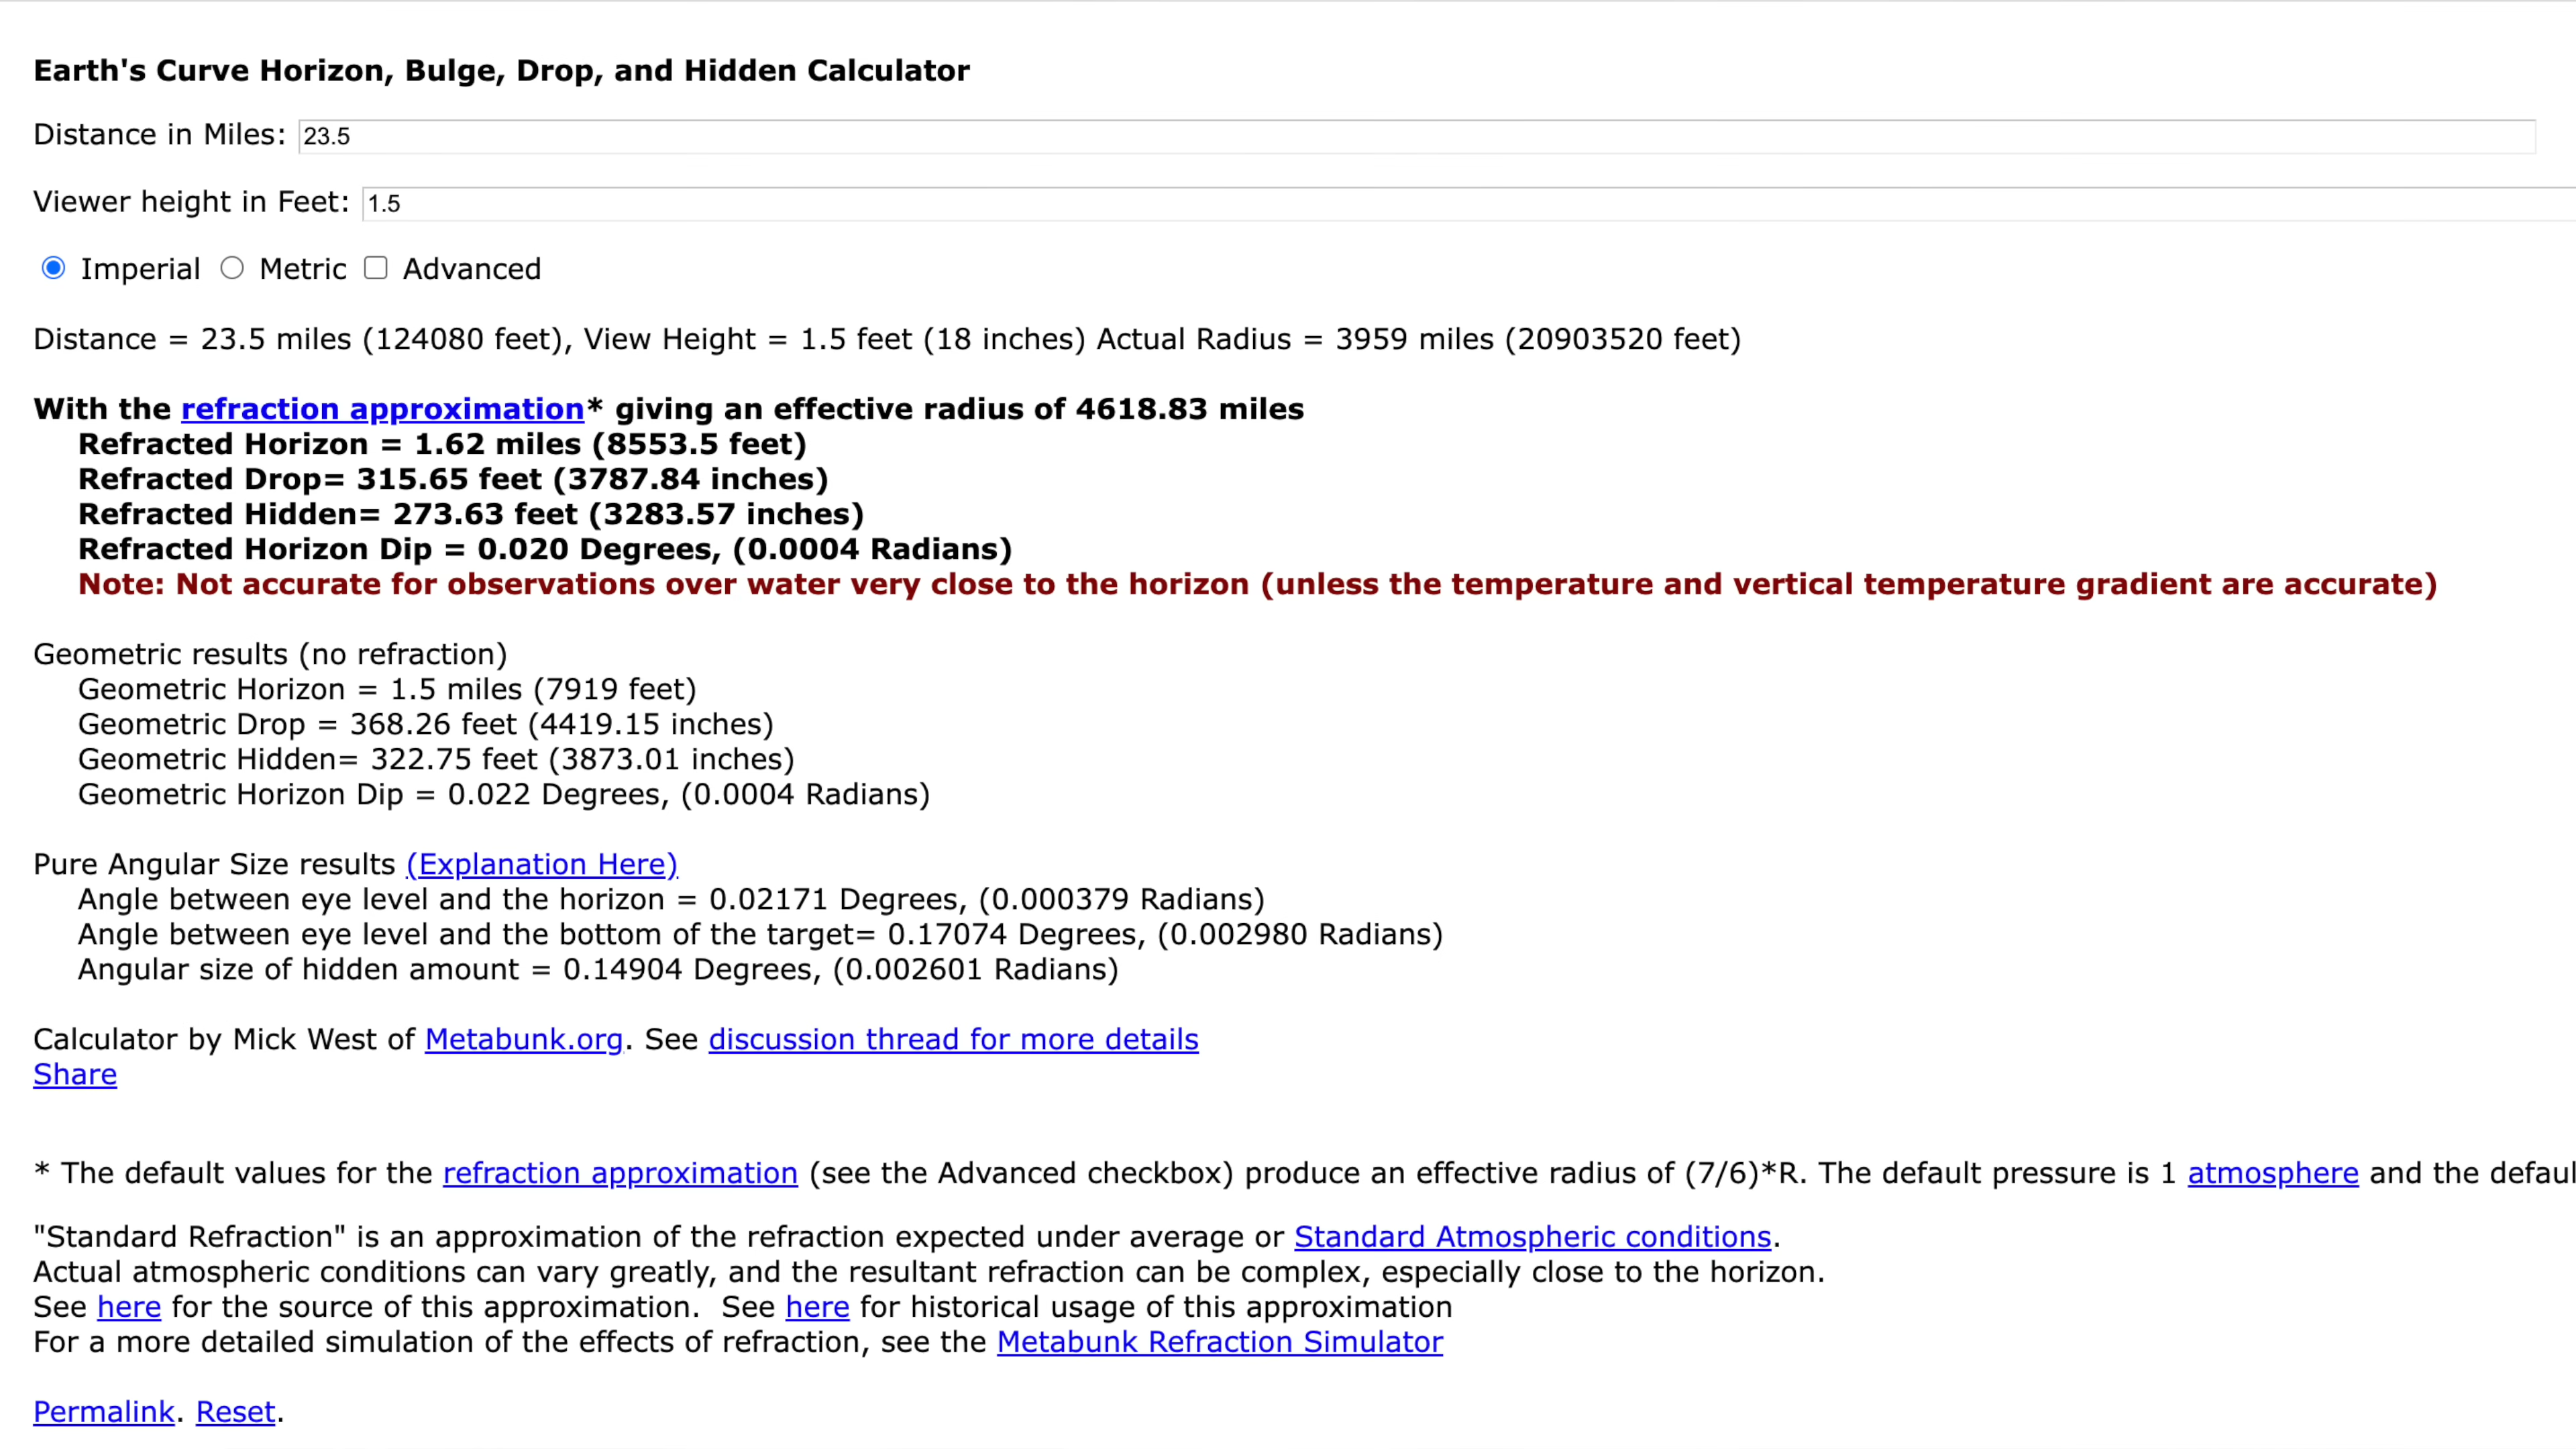 Earth's Curve Horizon, Bulge, Drop, and Hidden Calculator
Distance in Miles: 23.5
Viewer height in Feet: 1.5
Imperial Metric Advanced
Distance = 23.5 miles (124080 feet), View Height = 1.5 feet (18 inches) Actual Radius = 3959 miles (20903520 feet)
With the refraction approximation* giving an effective radius of 4618.83 miles
Refracted Horizon = 1.62 miles (8553.5 feet)
Refracted Drop= 315.65 feet (3787.84 inches)
Refracted Hidden= 273.63 feet (3283.57 inches)
Refracted Horizon Dip = 0.020 Degrees, (0.0004 Radians)
Note: Not accurate for observations over water very close to the horizon (unless the temperature and vertical temperature gradient are accurate)
Geometric results (no refraction)
Geometric Horizon = 1.5 miles (7919 feet)
Geometric Drop = 368.26 feet (4419.15 inches)
Geometric Hidden= 322.75 feet (3873.01 inches)
Geometric Horizon Dip = 0.022 Degrees, (0.0004 Radians)
Pure Angular Size results (Explanation Here)
Angle between eye level and the horizon = 0.02171 Degrees, (0.000379 Radians)
Angle between eye level and the bottom of the target= 0.17074 Degrees, (0.002980 Radians)
Angular size of hidden amount = 0.14904 Degrees, (0.002601 Radians)
Calculator by Mick West of Metabunk.org. See discussion thread for more details
Share
* The default values for the refraction approximation (see the Advanced checkbox) produce an effective radius of (7/6)*R. The default pressure is 1 atmosphere and the defaul
"Standard Refraction" is an approximation of the refraction expected under average or Standard Atmospheric conditions.
Actual atmospheric conditions can vary greatly, and the resultant refraction can be complex, especially close to the horizon.
See here for the source of this approximation.  See here for historical usage of this approximation
For a more detailed simulation of the effects of refraction, see the Metabunk Refraction Simulator
Permalink. Reset.